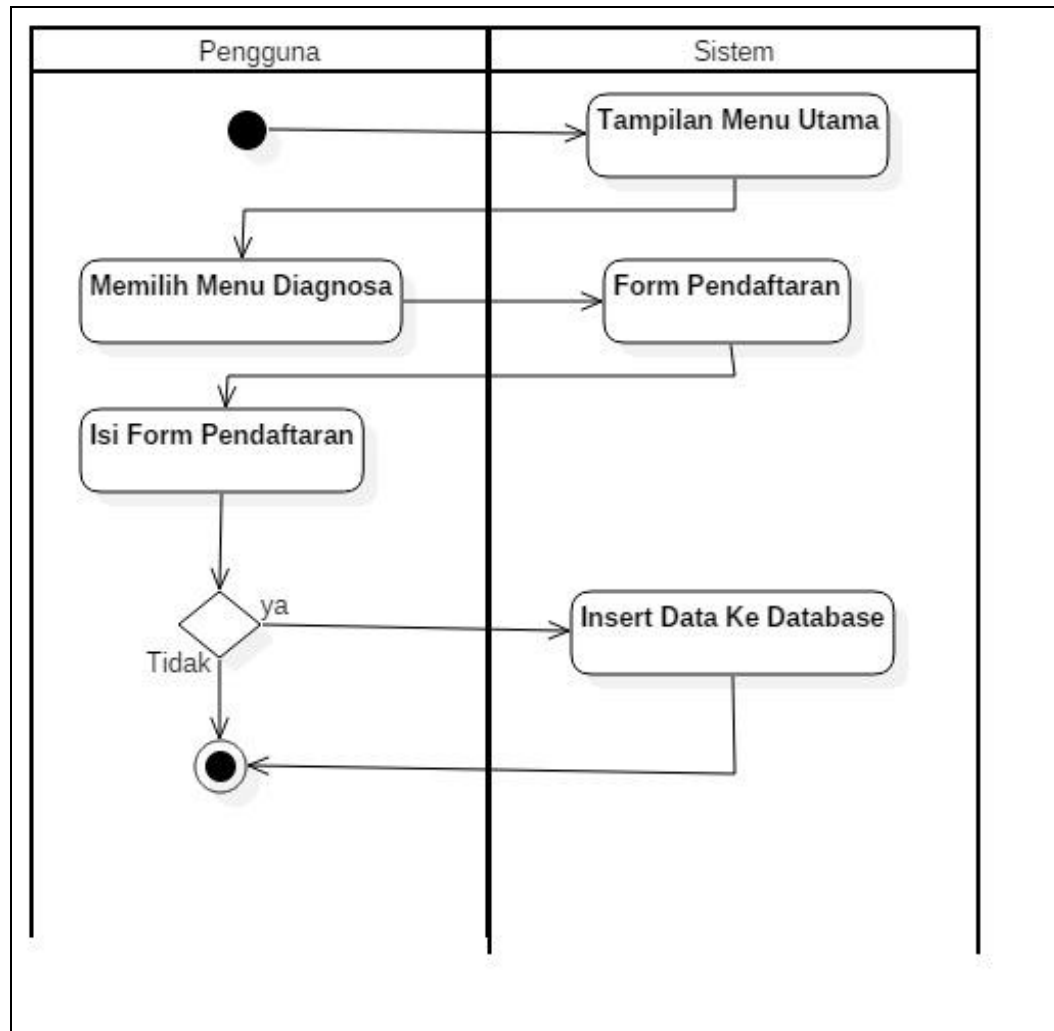 Pengguna
Sistem
Tampilan Menu Utama
Memilih Menu Diagnosa
Form Pendaftaran
Isi Form Pendaftaran
ya
Insert Data Ke Database
Tidak